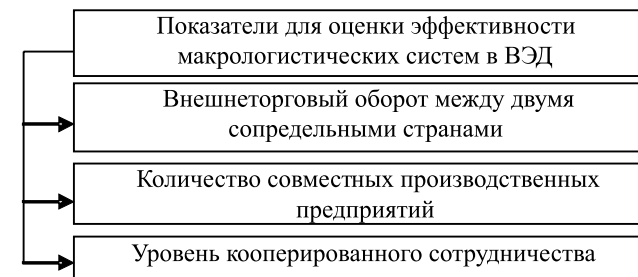 Показатели для оценки эффективности
макрологистических систем в ВЭД
Внешнеторговый оборот между двумя
сопредельными странами
Количество совместных производственных
предприятий
Уровень кооперированного сотрудничества